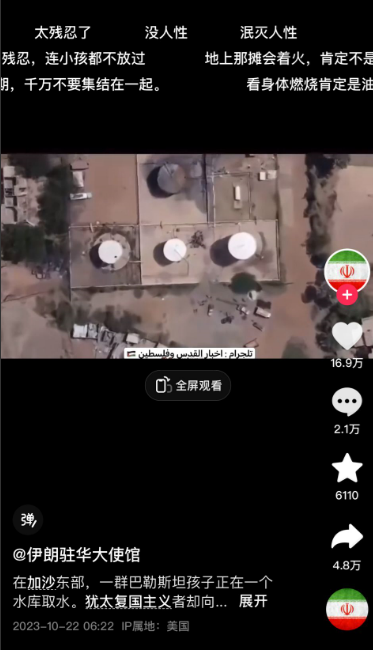 太残忍了 没人性 泯灭人性
残忍，连小孩都不放过 地上那摊会着火，肯定不是
，千万不要集结在一起。 看身体燃烧肯定是油
تلجرام : اخبار القدس وفلسطين
全屏观看
16.9万
2.1万
6110
4.8万
弹
@伊朗驻华大使馆
在加沙东部，一群巴勒斯坦孩子正在一个
水库取水。犹太复国主义者却向... 展开
2023-10-22 06:22 IP属地：美国